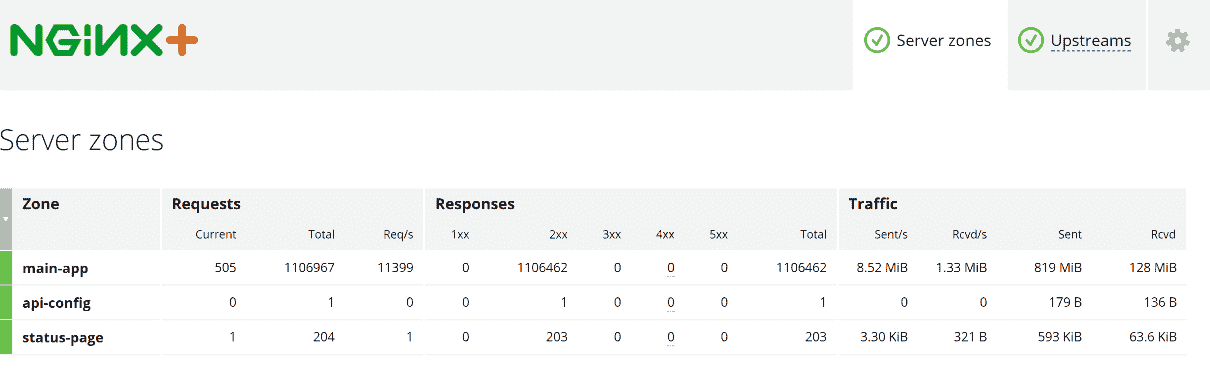 NGiNX+
Server zones Upstreams
Server zones
Zone Requests Responses Traffic
Current Total Req/s 1xx 2xx 3xx 4xx 5xx Total Sent/s Rcvd/s Sent Rcvd
main-app 505 1106967 11399 0 1106462 0 0 0 1106462 8.52 MiB 1.33 MiB 819 MiB 128 MiB
api-config 0 1 0 0 1 0 0 0 1 0 0 179 B 136 B
status-page 1 204 1 0 203 0 0 0 203 3.30 KiB 321 B 593 KiB 63.6 KiB